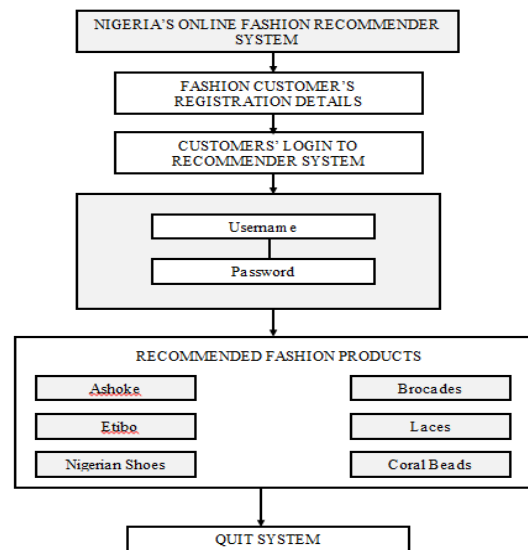 NIGERIA'S ONLINE FASHION RECOMMENDER
SYSTEM
FASHION CUSTOMER'S
REGISTRATION DETAILS
CUSTOMERS' LOGIN TO
RECOMMENDER SYSTEM
Username
Password
RECOMMENDED FASHION PRODUCTS
Ashoke
Brocades
Etibo
Laces
Nigerian Shoes
Coral Beads
QUIT SYSTEM